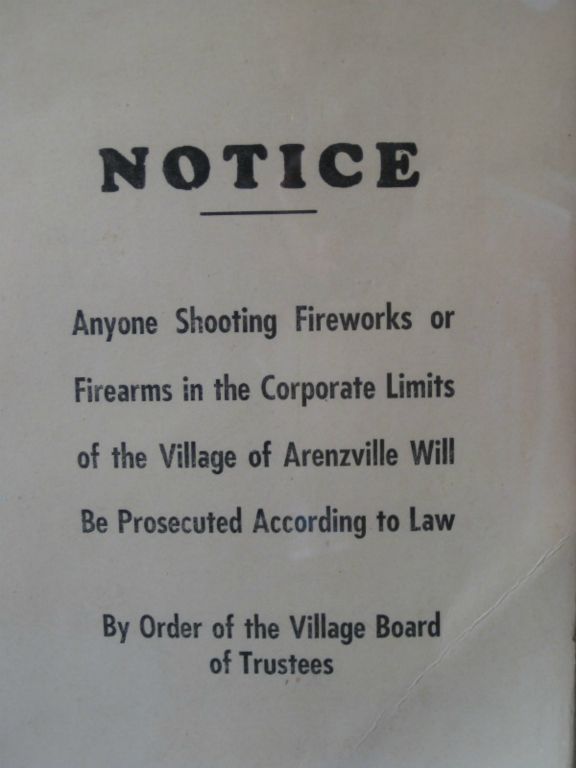 NOTICE
Anyone Shooting Fireworks or
Firearms in the Corporate Limits
of the Village of Arenzville Will
Be Prosecuted According to Law
By Order of the Village Board
of Trustees